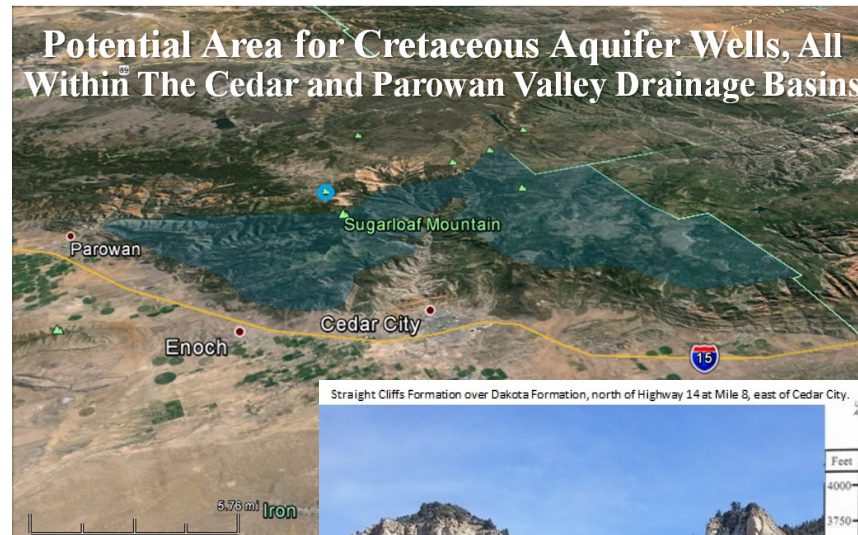 Potential Area for Cretaceous Aquifer Wells, All
Within The Cedar and Parowan Valley Drainage Basins
89
Sugarloaf Mountain
Parowan
Cedar City
Enoch
15
Straight Cliffs Formation over Dakota Formation, north of Highway 14 at Mile 8, east of Cedar City.
Feet
4000
3750
5.76 mi
Iron